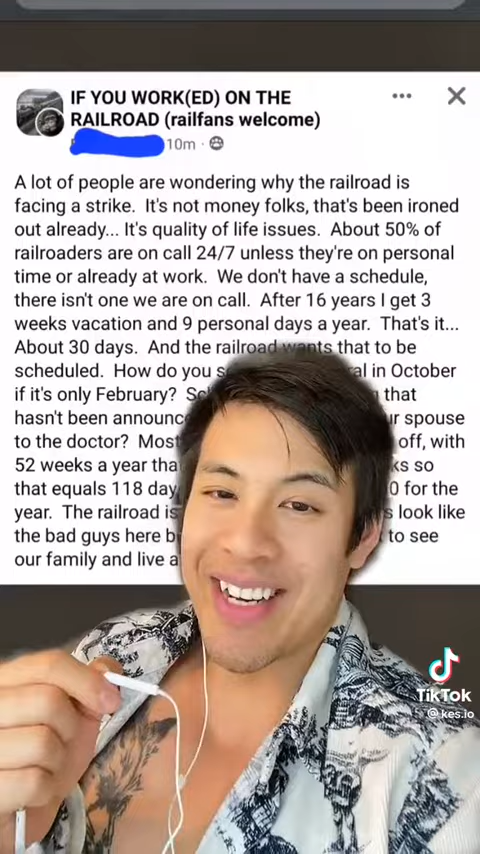 IF YOU WORK(ED) ON THE
RAILROAD (railfans welcome)
10m ·
A lot of people are wondering why the railroad is
facing a strike. It's not money folks, that's been ironed
out already... It's quality of life issues. About 50% of
railroaders are on call 24/7 unless they're on personal
time or already at work. We don't have a schedule,
there isn't one we are on call. After 16 years I get 3
weeks vacation and 9 personal days a year. That's it...
About 30 days. And the railroad wants that to be
scheduled. How do you in October
if it's only February? that
hasn't been spouse
to the doctor? Most off, with
52 weeks a year so
that equals 118 for the
year. The railroad is look like
the bad guys here to see
our family and live a
TikTok
@kes.io